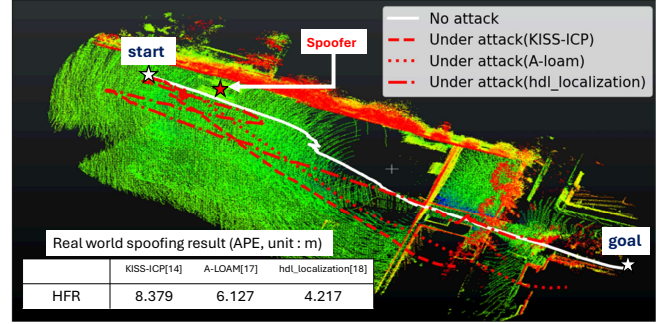 No attack
Under attack(KISS-ICP)
Under attack(A-loam)
Under attack(hdl_localization)
start
Spoofer
goal
Real world spoofing result (APE, unit : m)
KISS-ICP[14] A-LOAM[17] hdl_localization[18]
HFR 8.379 6.127 4.217